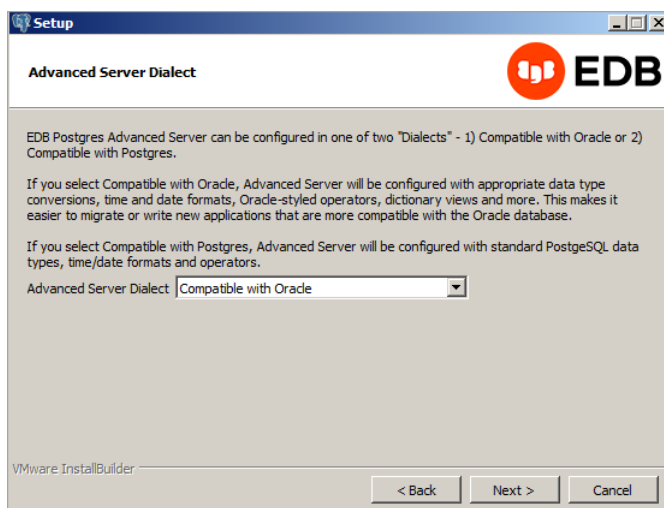 Setup
Advanced Server Dialect
EDB
EDB Postgres Advanced Server can be configured in one of two "Dialects" - 1) Compatible with Oracle or 2)
Compatible with Postgres.
If you select Compatible with Oracle, Advanced Server will be configured with appropriate data type
conversions, time and date formats, Oracle-styled operators, dictionary views and more. This makes it
easier to migrate or write new applications that are more compatible with the Oracle database.
If you select Compatible with Postgres, Advanced Server will be configured with standard PostgeSQL data
types, time/date formats and operators.
Advanced Server Dialect Compatible with Oracle
VMware InstallBuilder
< Back Next > Cancel